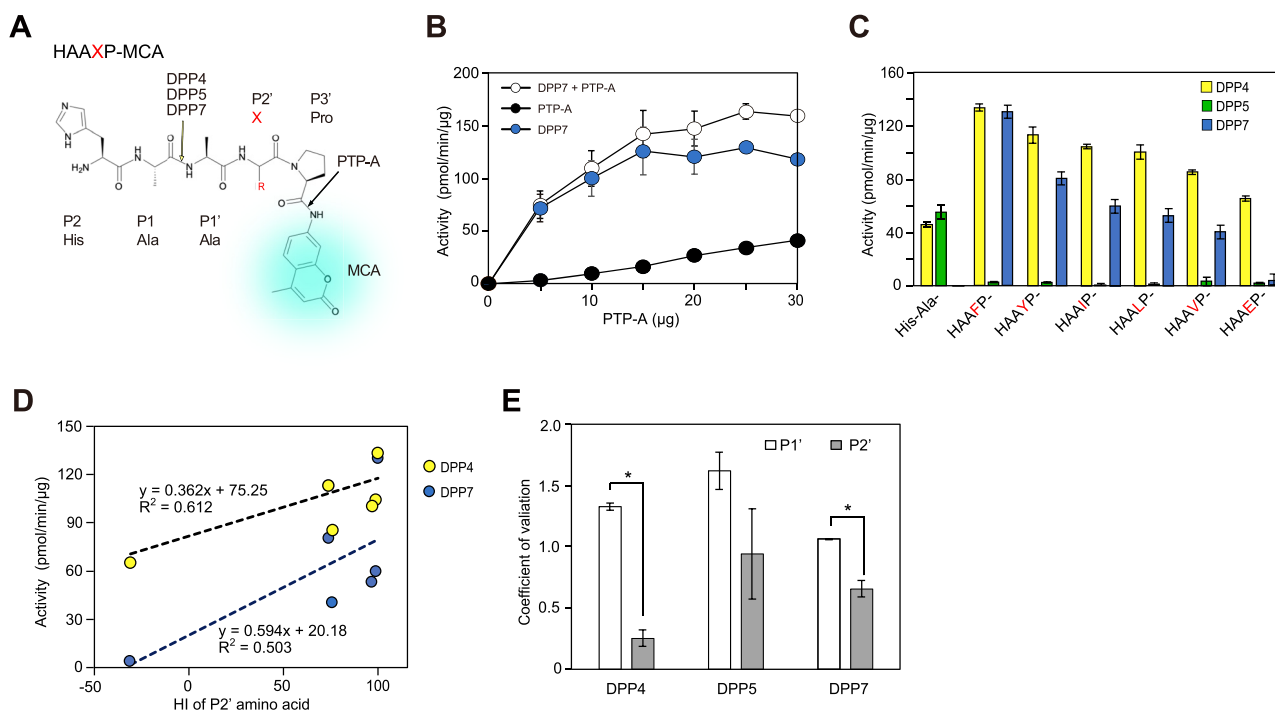 A
HAAXP-MCA
DPP4
DPP5
DPP7
P2'
X
P3'
Pro
PTP-A
N
NH
H₂N
O
H
N
O
N
H
O
H
N
O
R
N
O
NH
O
O
P2
His
P1
Ala
P1'
Ala
MCA
B
DPP7 + PTP-A
PTP-A
DPP7
Activity (pmol/min/μg)
200
150
100
50
0
0 10 20 30
PTP-A (μg)
C
DPP4
DPP5
DPP7
Activity (pmol/min/μg)
160
120
80
40
0
His-Ala- HAAFP- HAAYP- HAAIP- HAALP- HAAVP- HAAEP-
D
DPP4
DPP7
Activity (pmol/min/μg)
150
120
90
60
30
0
y = 0.362x + 75.25
R² = 0.612
y = 0.594x + 20.18
R² = 0.503
-50 0 50 100
HI of P2' amino acid
E
P1' P2'
Coefficient of valiation
2.0
1.5
1.0
0.5
0
* *
DPP4 DPP5 DPP7